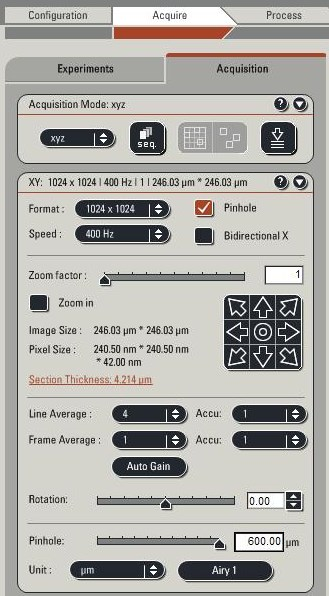 Configuration Acquire Process
Experiments Acquisition
Acquisition Mode: xyz ?
xyz seq.
XY: 1024 x 1024 | 400 Hz | 1 | 246.03 µm * 246.03 µm ?
Format : 1024 x 1024 Pinhole
Speed : 400 Hz Bidirectional X
Zoom factor : 1
Zoom in
Image Size : 246.03 µm * 246.03 µm
Pixel Size : 240.50 nm * 240.50 nm
* 42.00 nm
Section Thickness: 4.214 µm
Line Average : 4 Accu: 1
Frame Average : 1 Accu: 1
Auto Gain
Rotation: 0.00
Pinhole: 600.00 µm
Unit : µm Airy 1